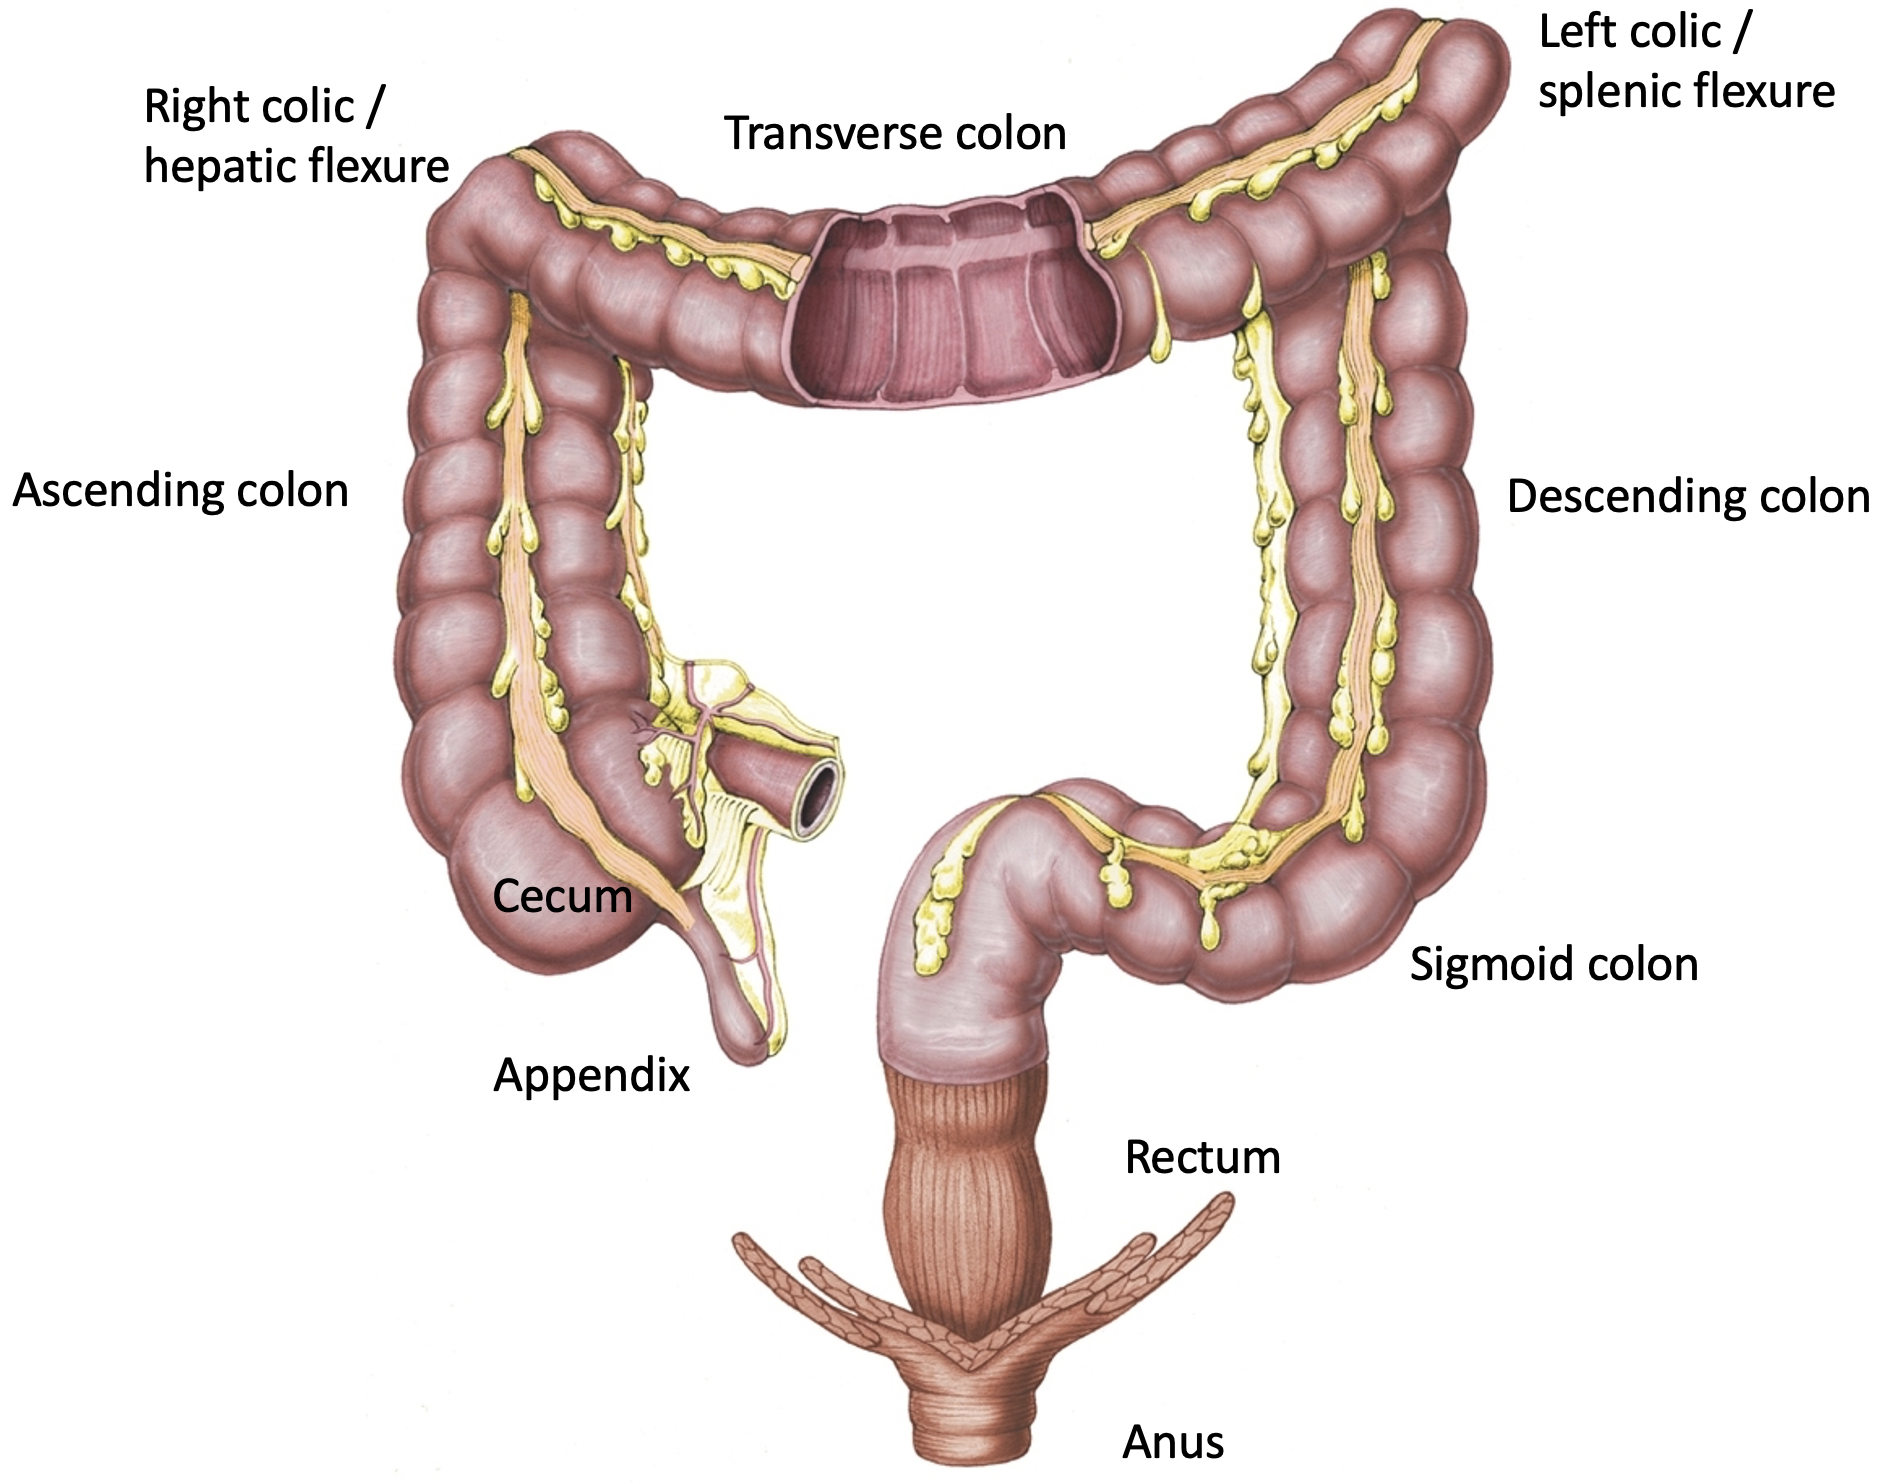 Left colic /
splenic flexure
Right colic /
hepatic flexure
Transverse colon
Ascending colon
Descending colon
Cecum
Sigmoid colon
Appendix
Rectum
Anus